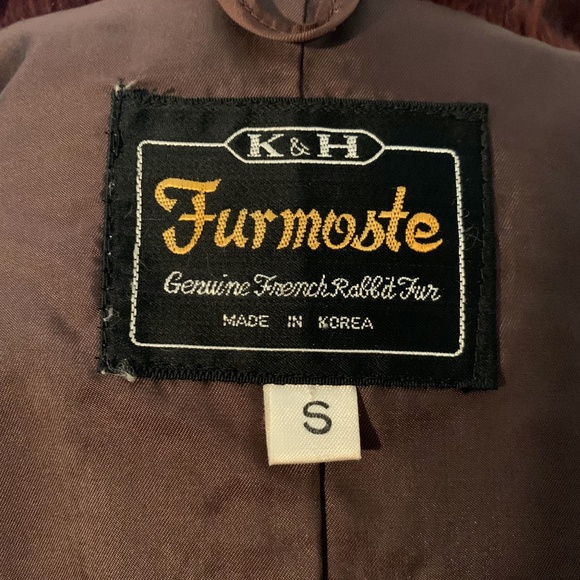 K & H
Furmoste
Genuine French Rabbit Fur
MADE IN KOREA
S